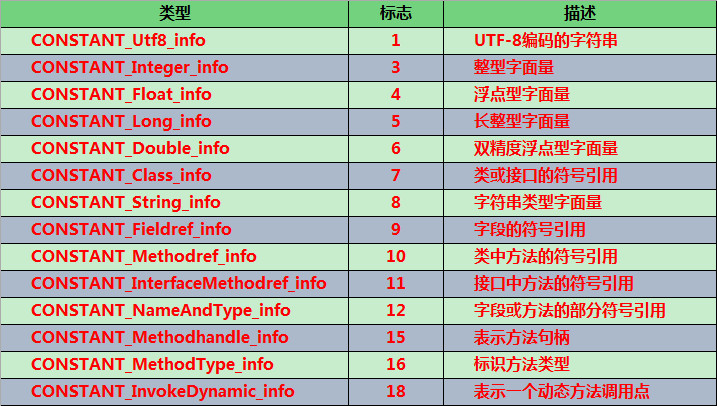 类型 标志 描述
CONSTANT_Utf8_info 1 UTF-8编码的字符串
CONSTANT_Integer_info 3 整型字面量
CONSTANT_Float_info 4 浮点型字面量
CONSTANT_Long_info 5 长整型字面量
CONSTANT_Double_info 6 双精度浮点型字面量
CONSTANT_Class_info 7 类或接口的符号引用
CONSTANT_String_info 8 字符串类型字面量
CONSTANT_Fieldref_info 9 字段的符号引用
CONSTANT_Methodref_info 10 类中方法的符号引用
CONSTANT_InterfaceMethodref_info 11 接口中方法的符号引用
CONSTANT_NameAndType_info 12 字段或方法的部分符号引用
CONSTANT_Methodhandle_info 15 表示方法句柄
CONSTANT_MethodType_info 16 标识方法类型
CONSTANT_InvokeDynamic_info 18 表示一个动态方法调用点